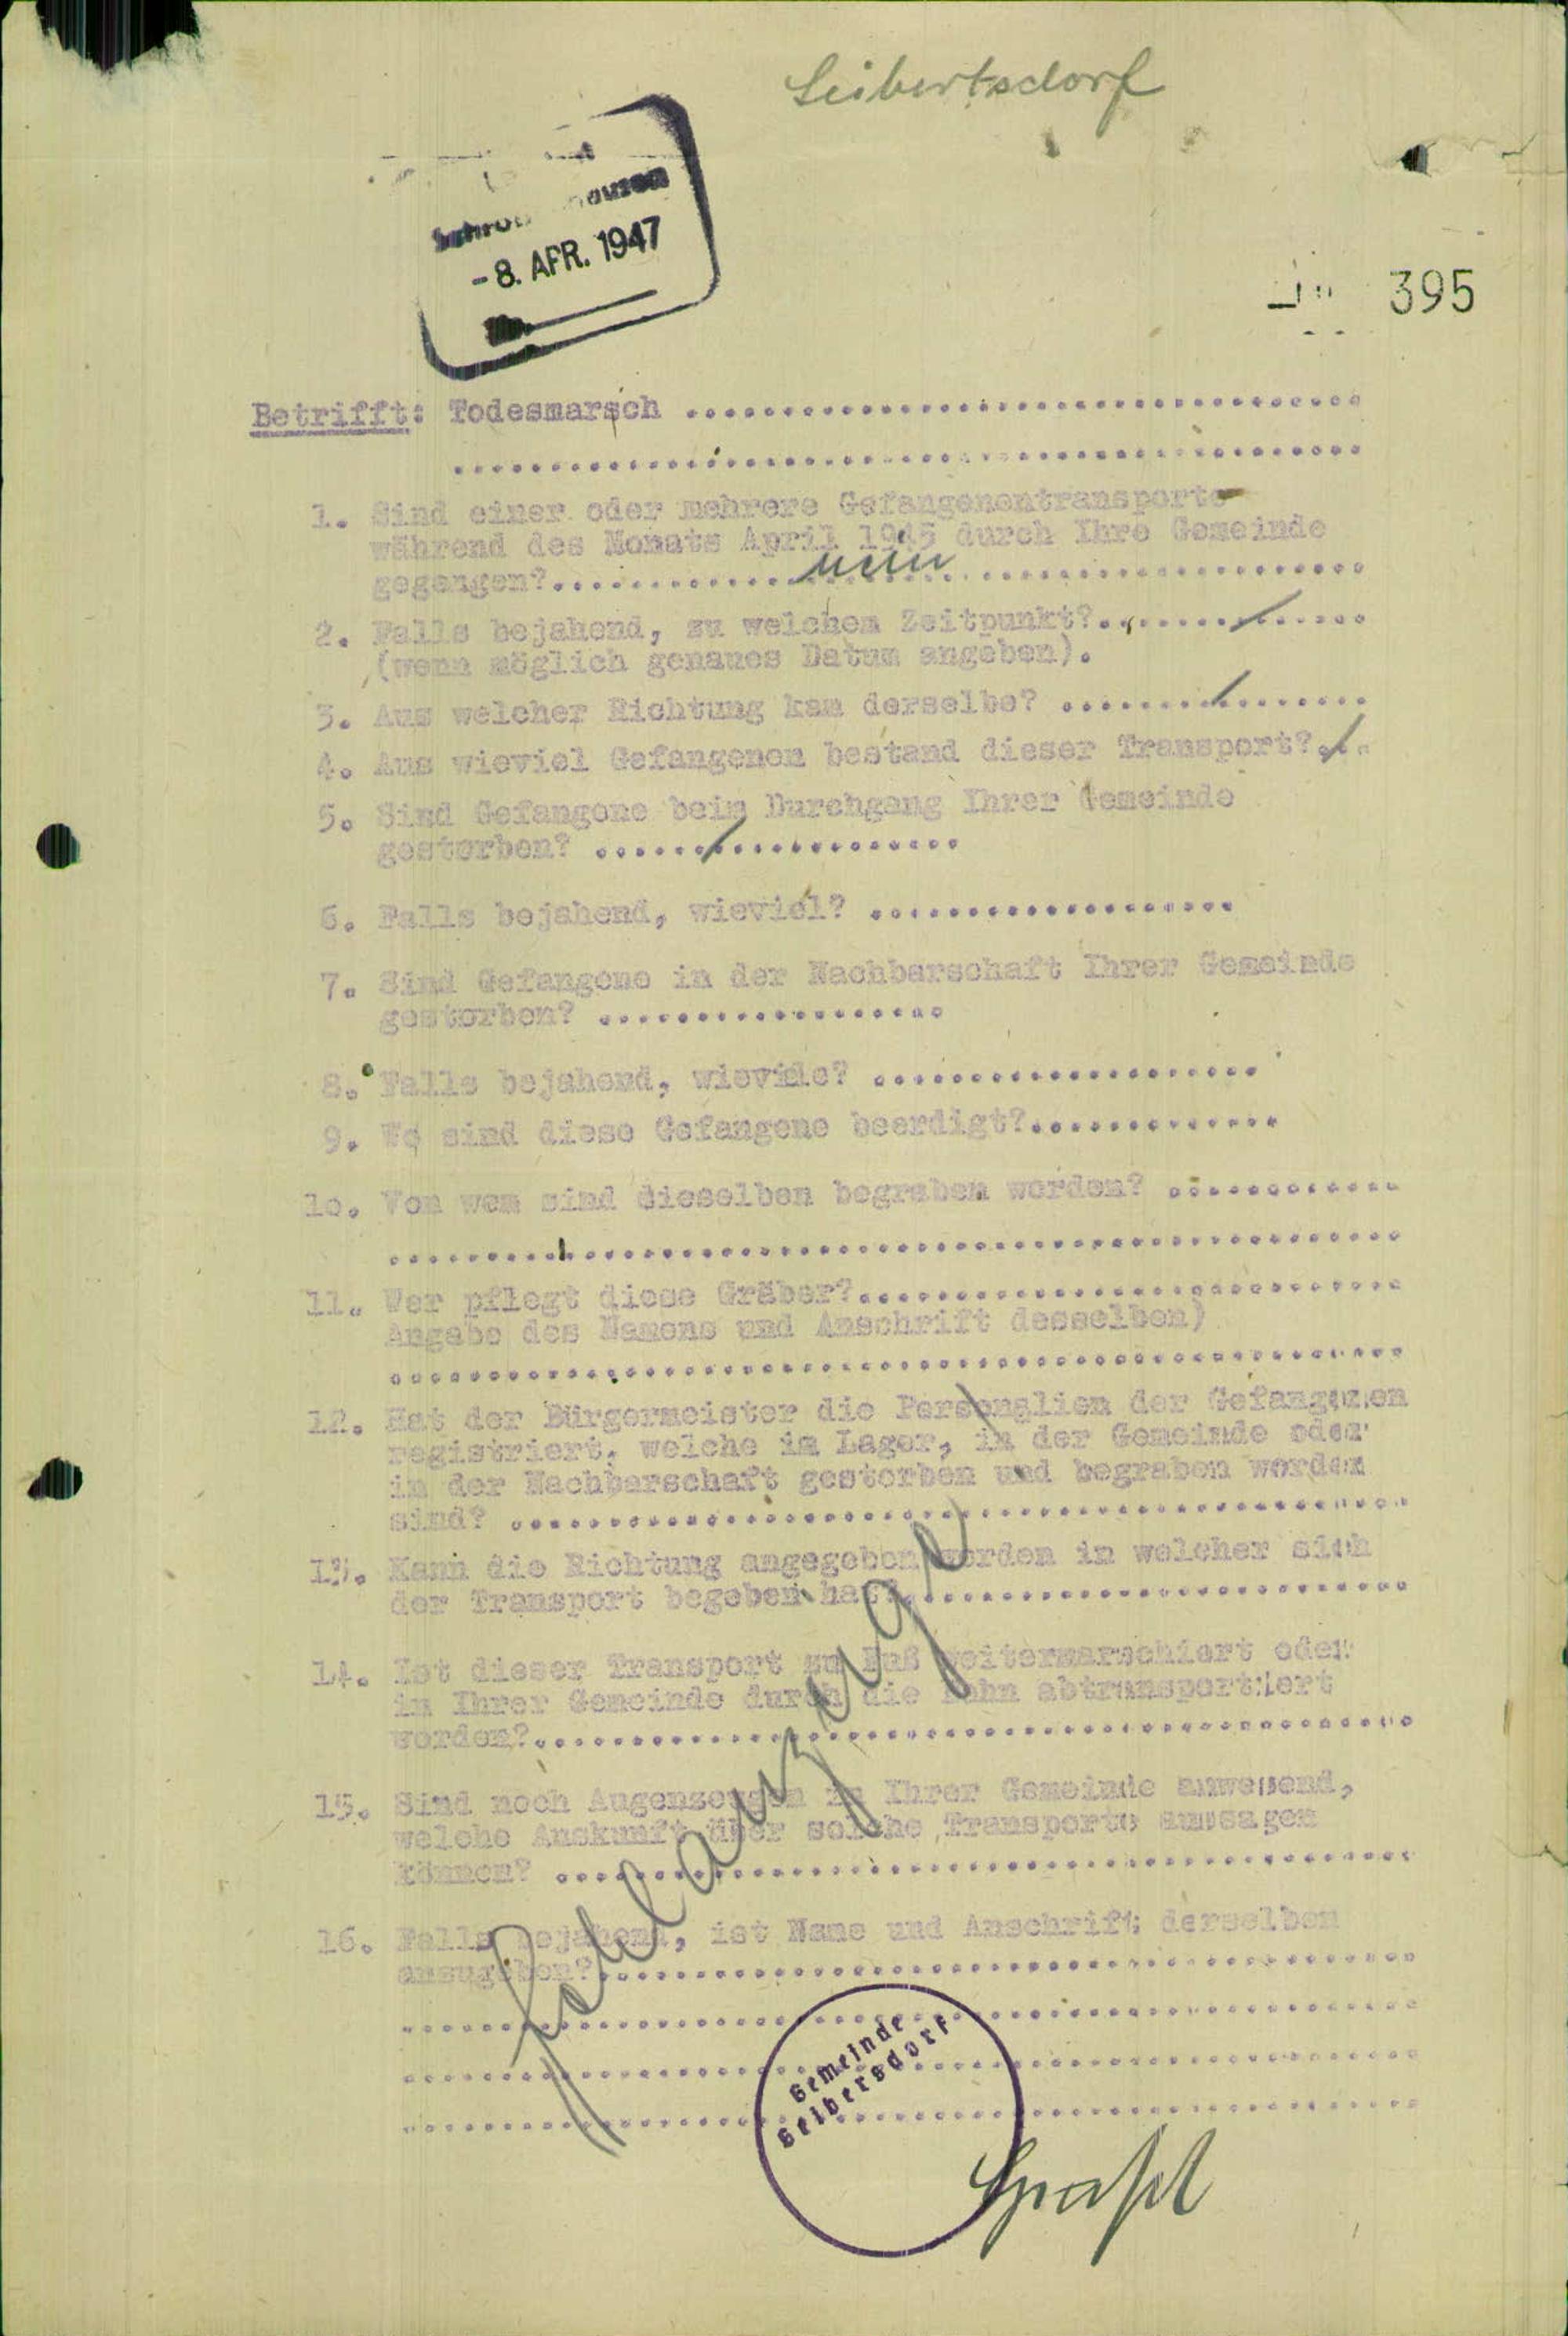 Seibertsdorf
- 8. APR. 1947
395
Betrifft: Todesmarsch ..................................
..............................................
1. Sind einer oder mehrere Gefangenentransporte
während des Monats April 1945 durch Ihre Gemeinde
gegangen?............. nein .....................
2. Falls bejahend, zu welchem Zeitpunkt?.......\/.....
(wenn möglich genaues Datum angeben).
3. Aus welcher Richtung kam derselbe? ........../......
4. Aus wieviel Gefangenen bestand dieser Transport?./.
5. Sind Gefangene beim Durchgang Ihrer Gemeinde
gestorben? ....../............
6. Falls bejahend, wieviel? ...................
7. Sind Gefangene in der Nachbarschaft Ihrer Gemeinde
gestorben? ..................
8. Falls bejahend, wieviele? ....................
9. Wo sind diese Gefangene beerdigt?.............
10. Von wem sind dieselben begraben worden? ............
....................................................
11. Wer pflegt diese Gräber?............................
Angabe des Namens und Anschrift desselben)
....................................................
12. Hat der Bürgermeister die Personalien der Gefangenen
registriert, welche im Lager, in der Gemeinde oder
in der Nachbarschaft gestorben und begraben worden
sind? ..............................................
13. Kann die Richtung angegeben werden in welcher sich
der Transport begeben hat?..........................
14. Ist dieser Transport zu Fuß weitermarschiert oder
in Ihrer Gemeinde durch die Bahn abtransportiert
worden?.............................................
15. Sind noch Augenzeugen in Ihrer Gemeinde anwesend,
welche Auskunft über solche Transporte aussagen
können? ............................................
16. Falls bejahend, ist Name und Anschrift derselben
anzugeben?..........................................
....................................................
....................................................
....................................................
Fehlanzeige
Gemeinde
Seibersdorf